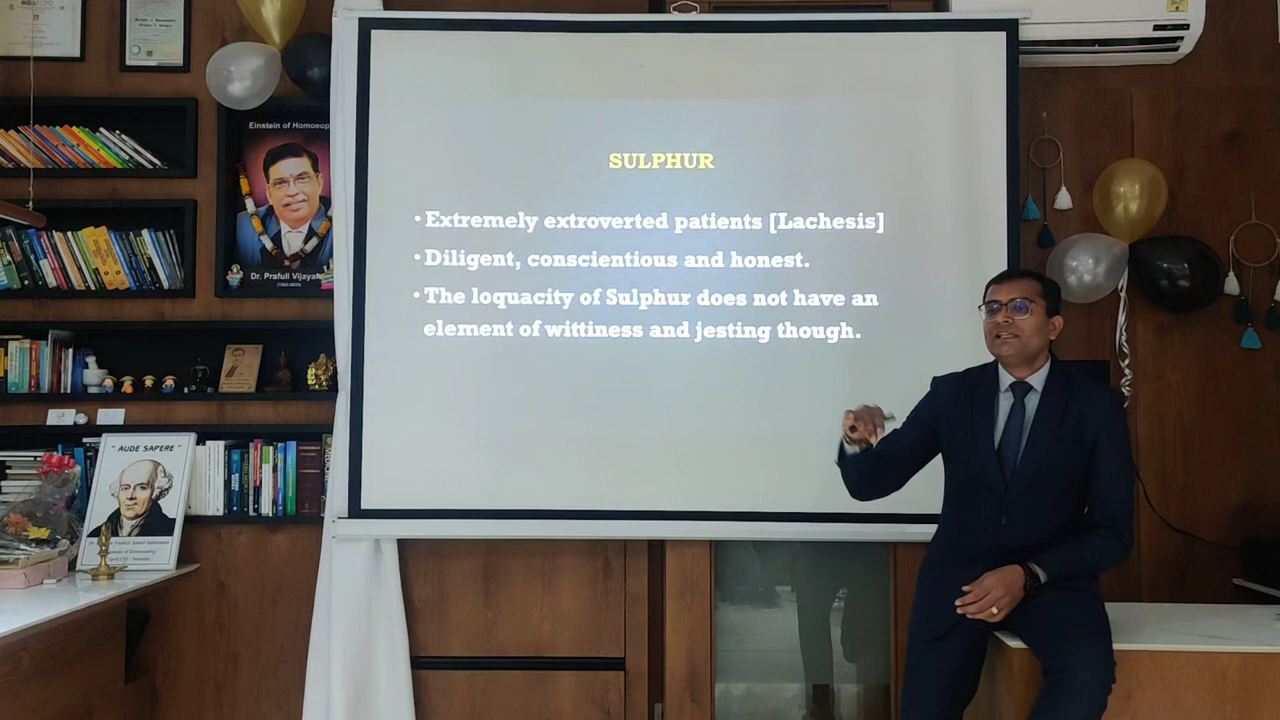 Einstein of Homoeop
Dr. Prafull Vijayak
SULPHUR
• Extremely extroverted patients [Lachesis]
• Diligent, conscientious and honest.
• The loquacity of Sulphur does not have an
element of wittiness and jesting though.
" AUDE SAPERE "